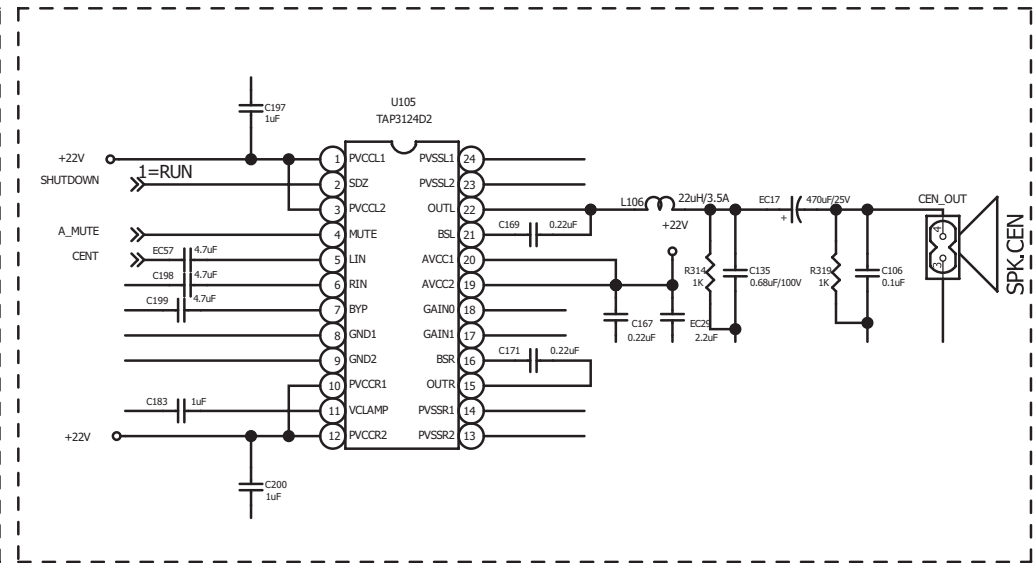 U105
TAP3124D2
C197
1uF
+22V
SHUTDOWN
1=RUN
A_MUTE
CENT
EC57
4.7uF
C198
4.7uF
C199
4.7uF
C183
1uF
+22V
C200
1uF
1 PVCCL1
2 SDZ
3 PVCCL2
4 MUTE
5 LIN
6 RIN
7 BYP
8 GND1
9 GND2
10 PVCCR1
11 VCLAMP
12 PVCCR2
PVSSL1 24
PVSSL2 23
OUTL 22
BSL 21
AVCC1 20
AVCC2 19
GAIN0 18
GAIN1 17
BSR 16
OUTR 15
PVSSR1 14
PVSSR2 13
C169
0.22uF
C171
0.22uF
L106
22uH/3.5A
+22V
C167
0.22uF
EC29
2.2uF
R314
1K
C135
0.68uF/100V
EC17
470uF/25V
+
R319
1K
C106
0.1uF
CEN_OUT
4
3
SPK.CEN